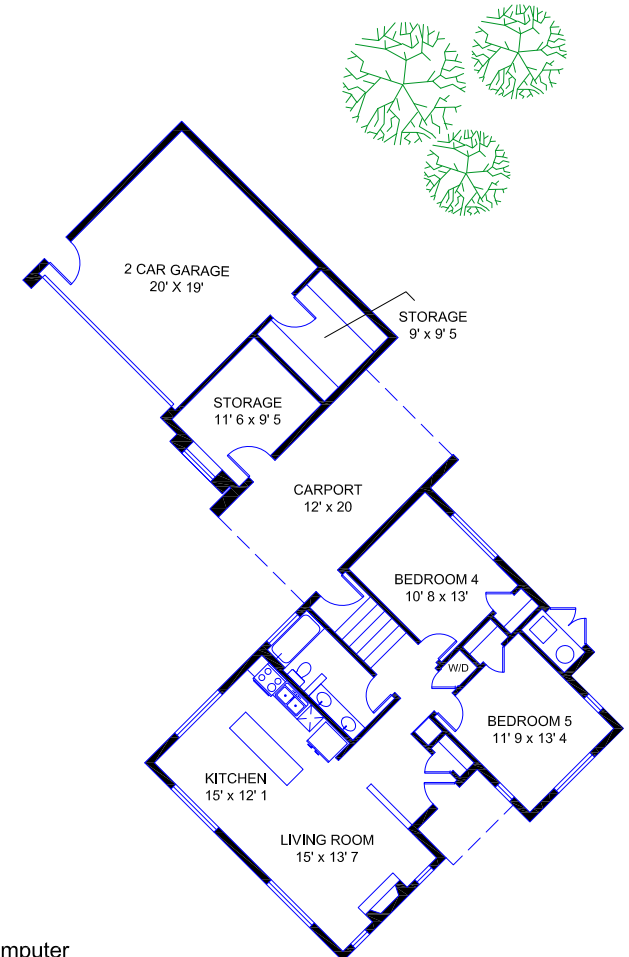 2 CAR GARAGE
20' X 19'
STORAGE
9' x 9' 5
STORAGE
11' 6 x 9' 5
CARPORT
12' x 20
BEDROOM 4
10' 8 x 13'
W/D
BEDROOM 5
11' 9 x 13' 4
KITCHEN
15' x 12' 1
LIVING ROOM
15' x 13' 7
mputer